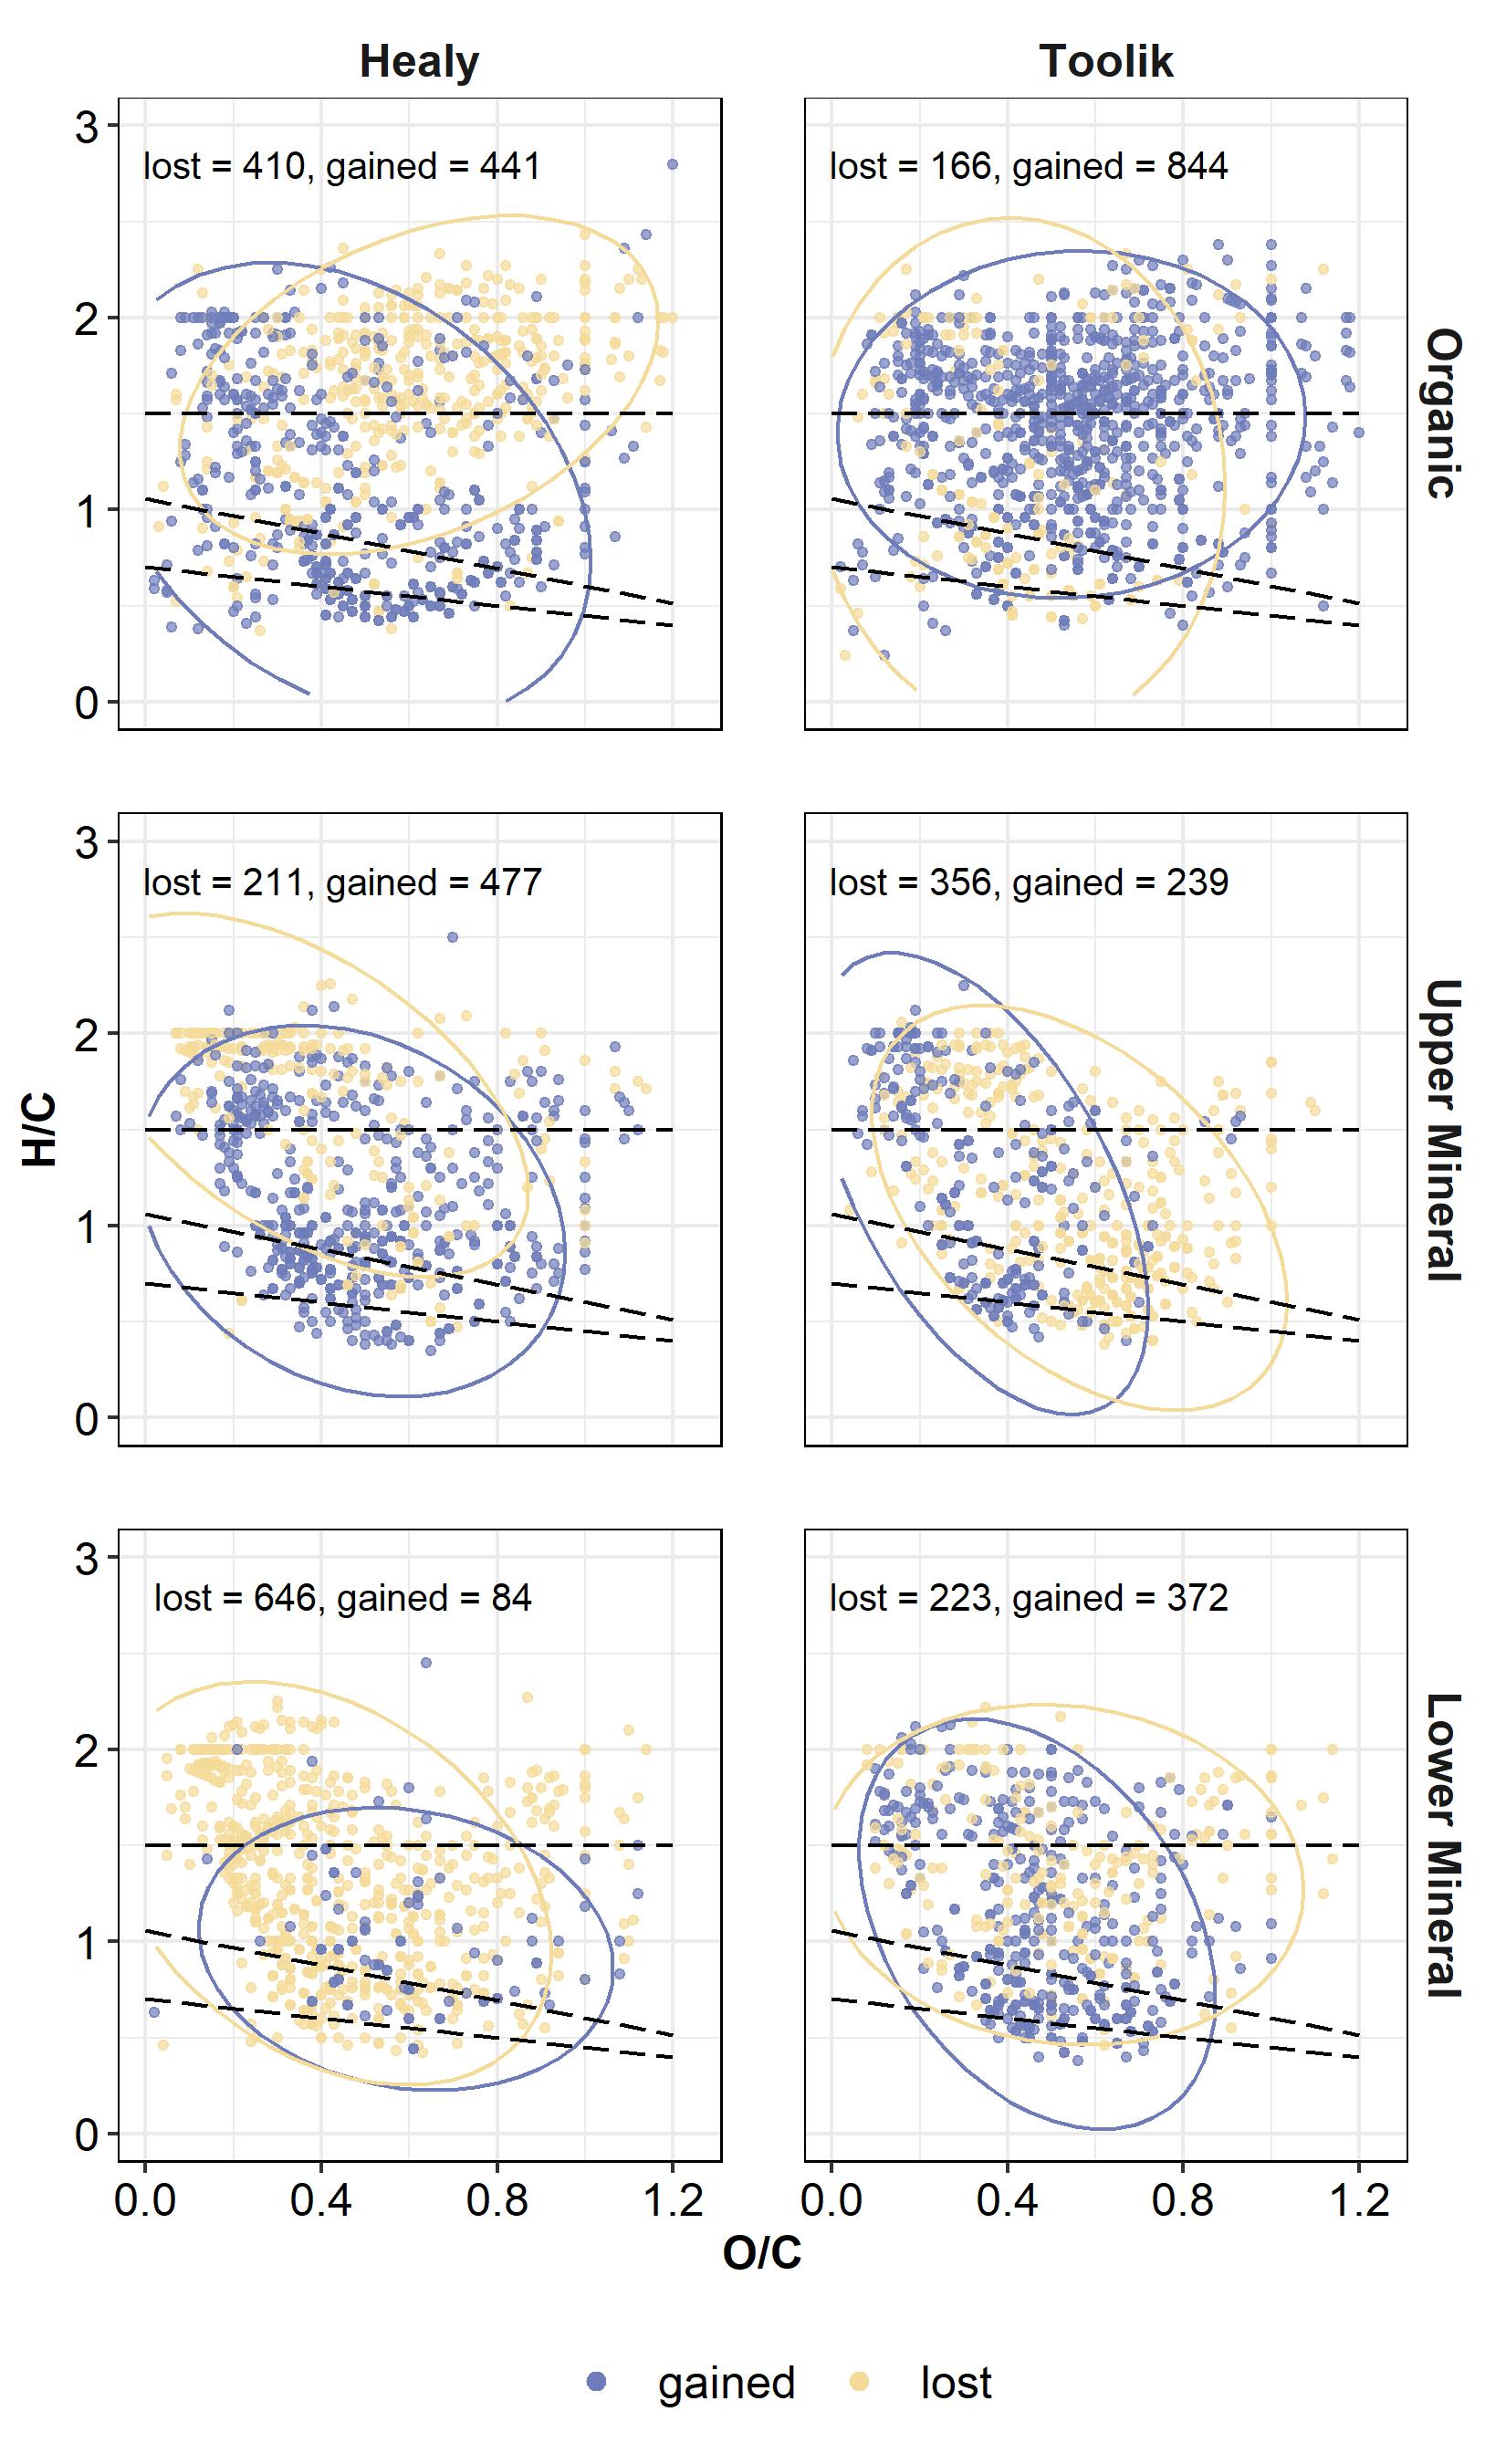 Healy
Toolik
3
2
1
0
lost = 410, gained = 441
lost = 166, gained = 844
Organic
3
2
1
0
lost = 211, gained = 477
lost = 356, gained = 239
Upper Mineral
H/C
3
2
1
0
lost = 646, gained = 84
lost = 223, gained = 372
Lower Mineral
0.0 0.4 0.8 1.2
0.0 0.4 0.8 1.2
O/C
gained lost